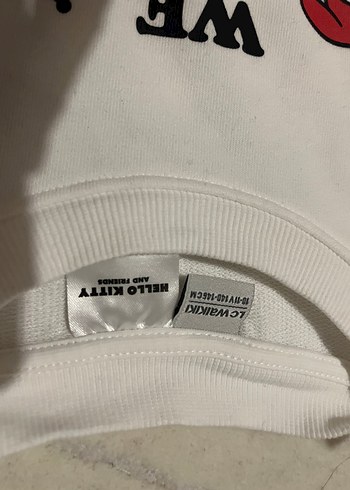 WE
HELLO KITTY
AND FRIENDS
LC WAIKIKI
10-11Y 140-146CM